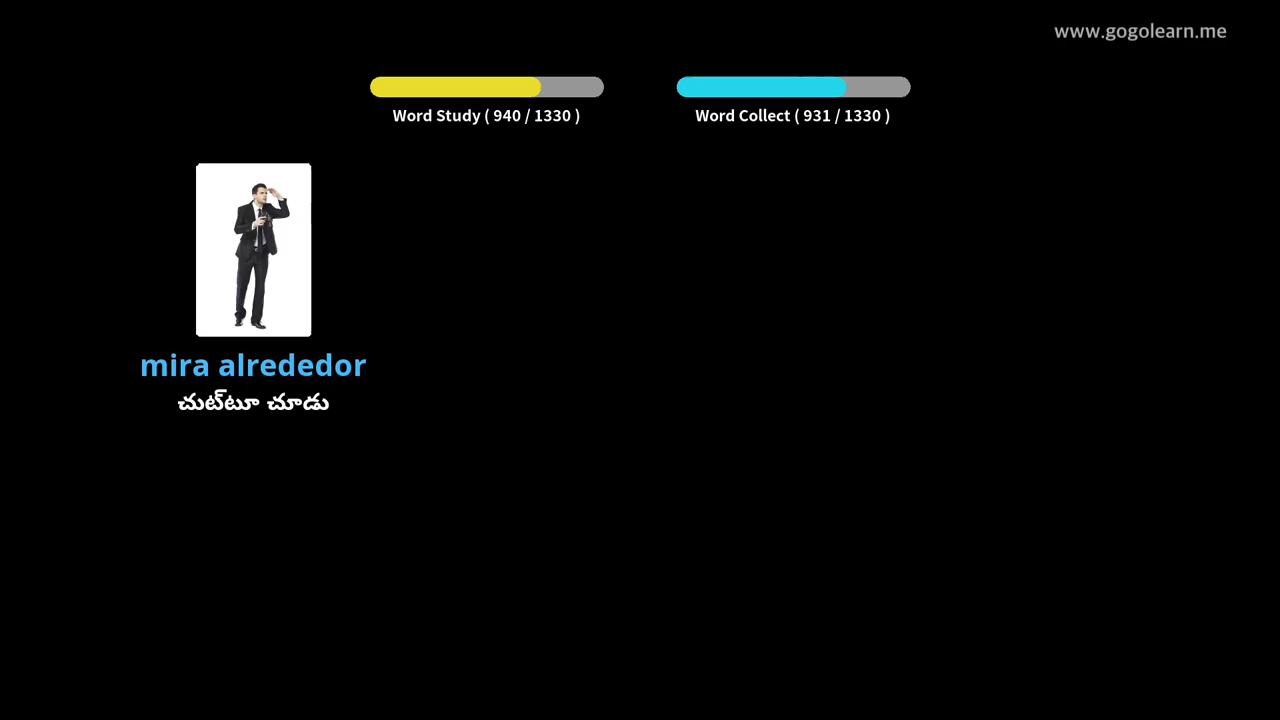 www.gogolearn.me
Word Study ( 940 / 1330 )
Word Collect ( 931 / 1330 )
mira alrededor
చుట్‌టూ చూడు